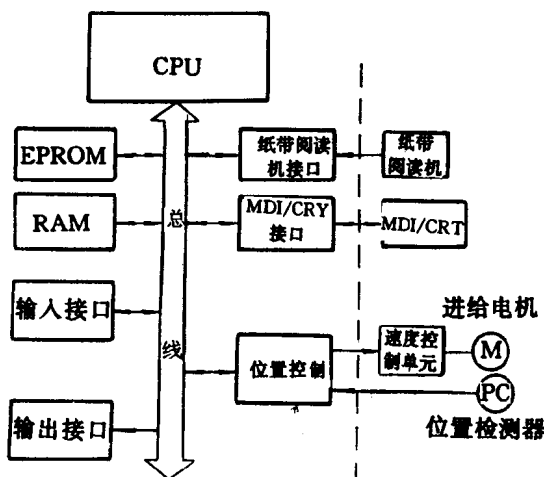 CPU
EPROM
纸带阅读
机接口
纸带
阅读机
RAM
总
MDI/CRY
接口
MDI/CRT
输入接口
线
位置控制
速度控
制单元
进给电机
M
PC
位置检测器
输出接口